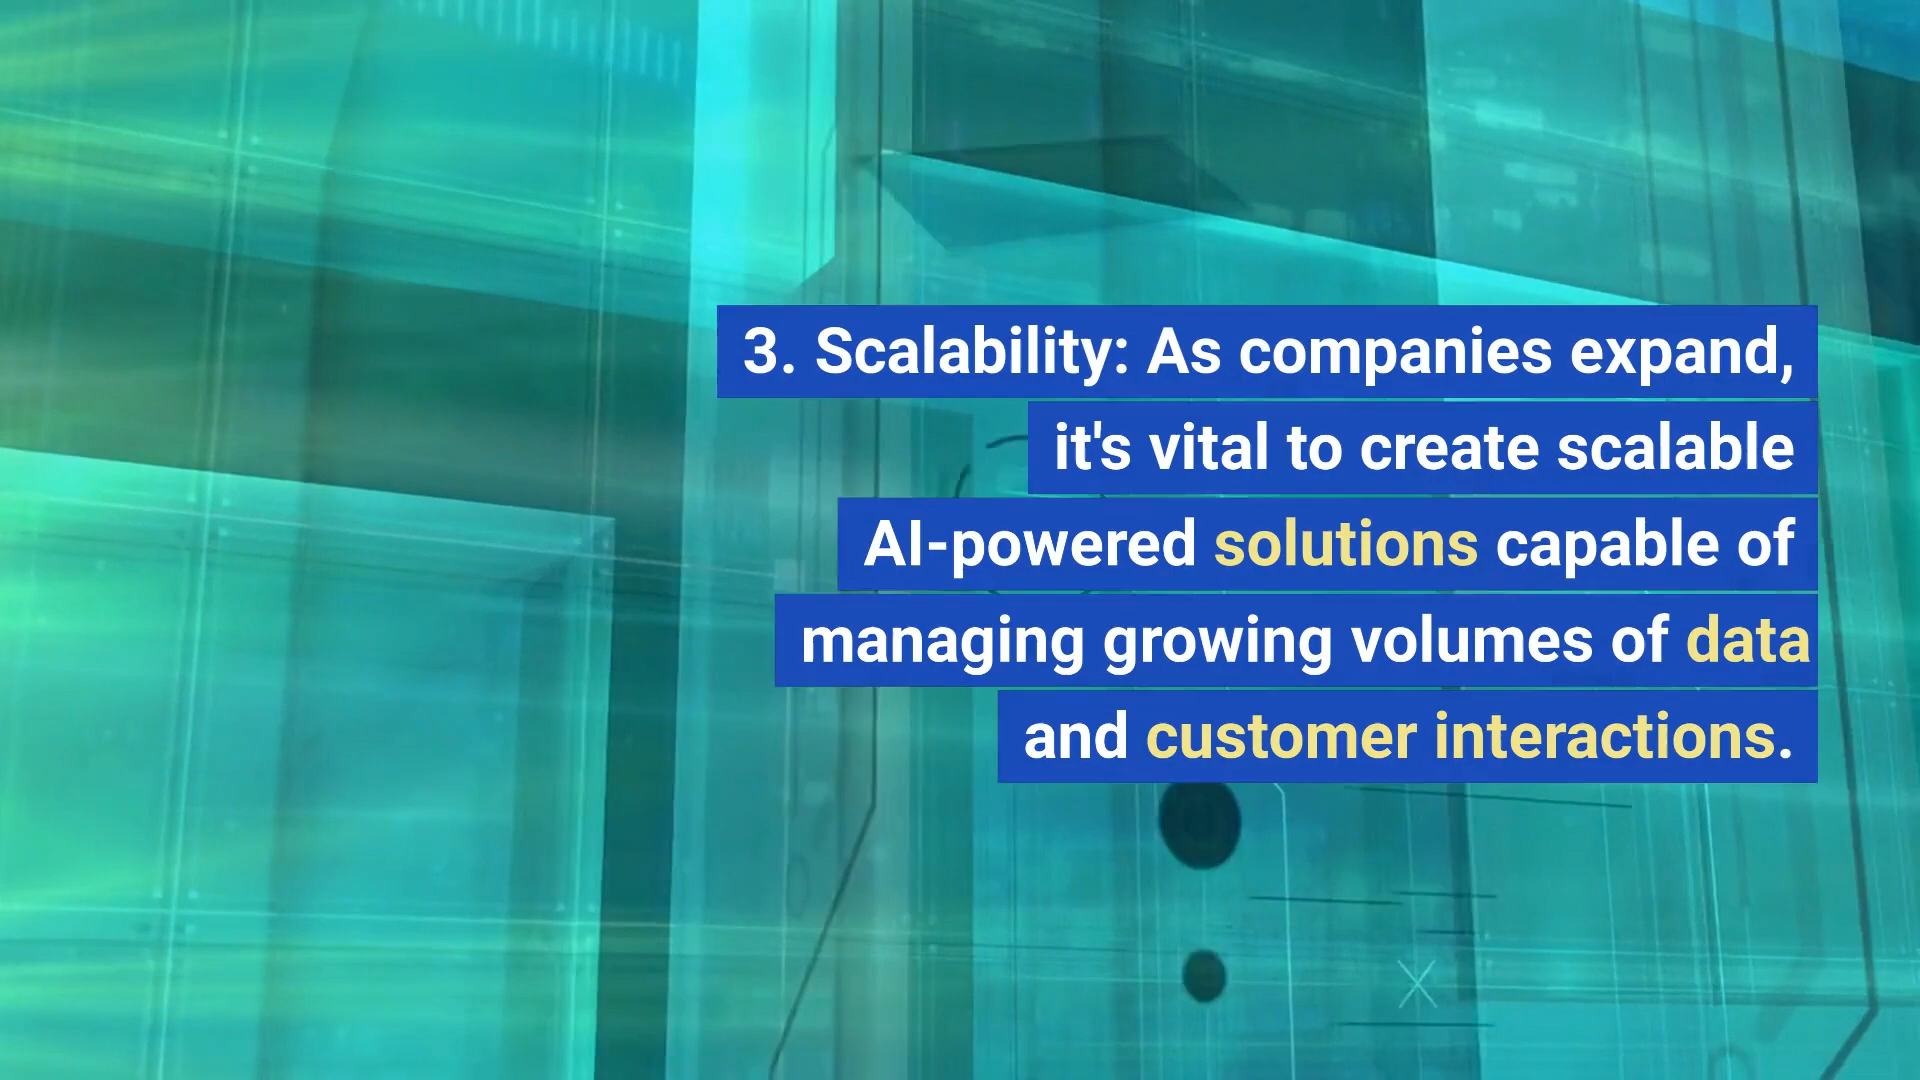 3. Scalability: As companies expand,
it's vital to create scalable
AI-powered solutions capable of
managing growing volumes of data
and customer interactions.